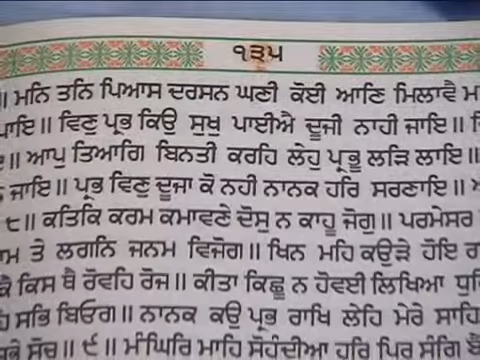 ੧੩੫
॥ ਮਨਿ ਤਨਿ ਪਿਆਸ ਦਰਸਨ ਘਣੀ ਕੋਈ ਆਣਿ ਮਿਲਾਵੈ ਮਾ
ਪਾਇ॥ ਵਿਣੁ ਪ੍ਰਭ ਕਿਉ ਸੁਖੁ ਪਾਈਐ ਦੂਜੀ ਨਾਹੀ ਜਾਇ॥
ਆਪੁ ਤਿਆਗਿ ਬਿਨਤੀ ਕਰਹਿ ਲੇਹੁ ਪ੍ਰਭੂ ਲੜਿ ਲਾਇ॥
ਜਾਇ॥ ਪ੍ਰਭ ਵਿਣੁ ਦੂਜਾ ਕੋ ਨਹੀ ਨਾਨਕ ਹਰਿ ਸਰਣਾਇ॥
੮॥ ਕਤਿਕਿ ਕਰਮ ਕਮਾਵਣੇ ਦੋਸੁ ਨ ਕਾਹੂ ਜੋਗੁ॥ ਪਰਮੇਸਰ
ਤੇ ਲਗਨਿ ਜਨਮ ਵਿਜੋਗ॥ ਖਿਨ ਮਹਿ ਕਉੜੇ ਹੋਇ
ਕੈ ਕਿਸ ਥੈ ਰੋਵਹਿ ਰੋਜ॥ ਕੀਤਾ ਕਿਛੂ ਨ ਹੋਵਈ ਲਿਖਿਆ ਧੁਰਿ
ਸਭਿ ਬਿਓਗ॥ ਨਾਨਕ ਕਉ ਪ੍ਰਭ ਰਾਖਿ ਲੇਹਿ ਮੇਰੇ ਸਾਹਿ
ਸੋਚ॥ ੯॥ ਮੰਘਿਰਿ ਮਾਹਿ ਸੋਹੰਦੀਆ ਹਰਿ ਪਿਰ ਸੰਗਿ